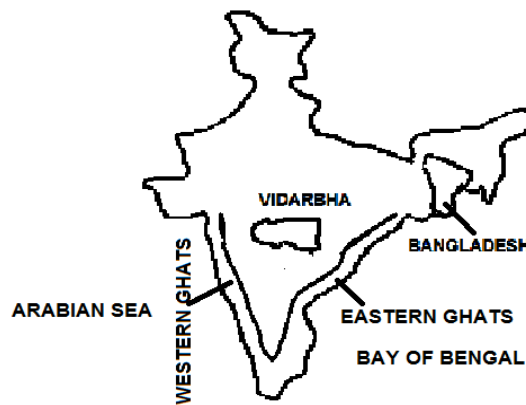 VIDARBHA
BANGLADESH
WESTERN GHATS
ARABIAN SEA
EASTERN GHATS
BAY OF BENGAL